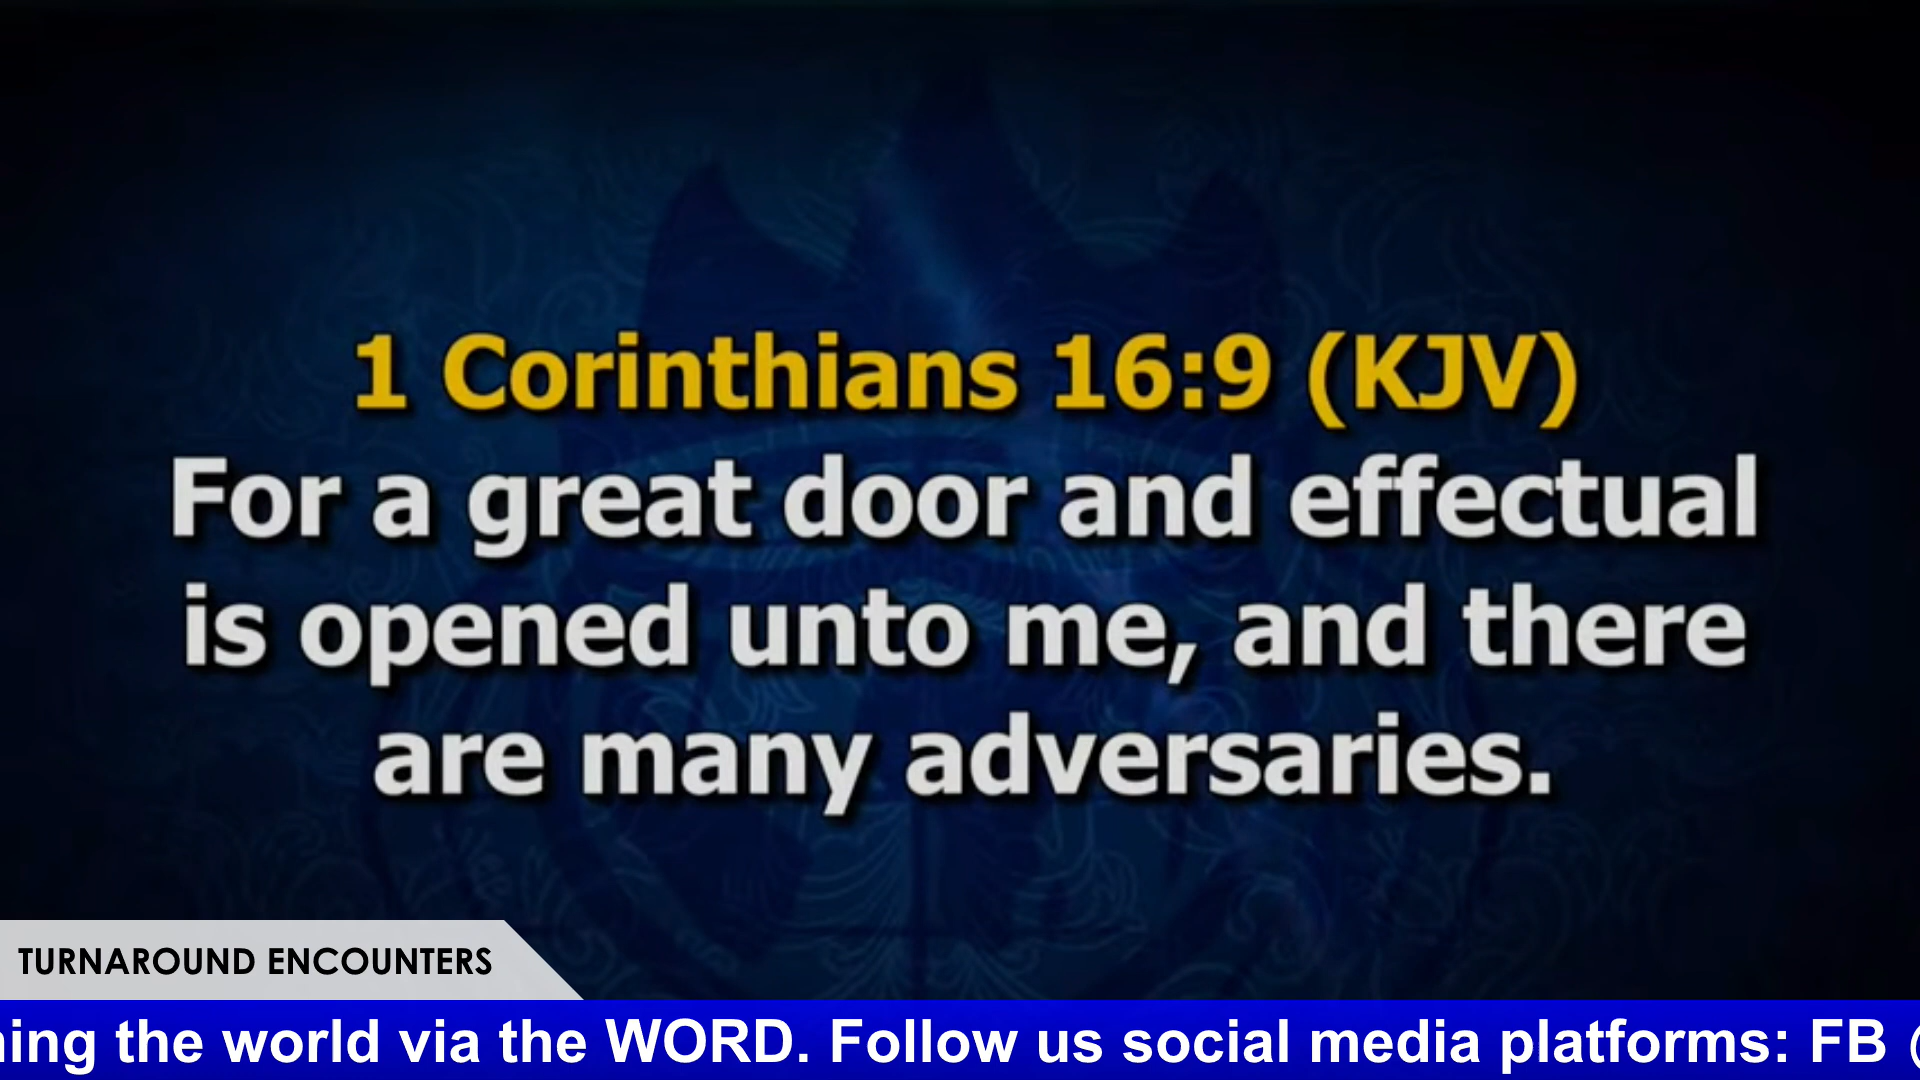 1 Corinthians 16:9 (KJV)
For a great door and effectual
is opened unto me, and there
are many adversaries.
TURNAROUND ENCOUNTERS
the world via the WORD. Follow us social media platforms: FB @